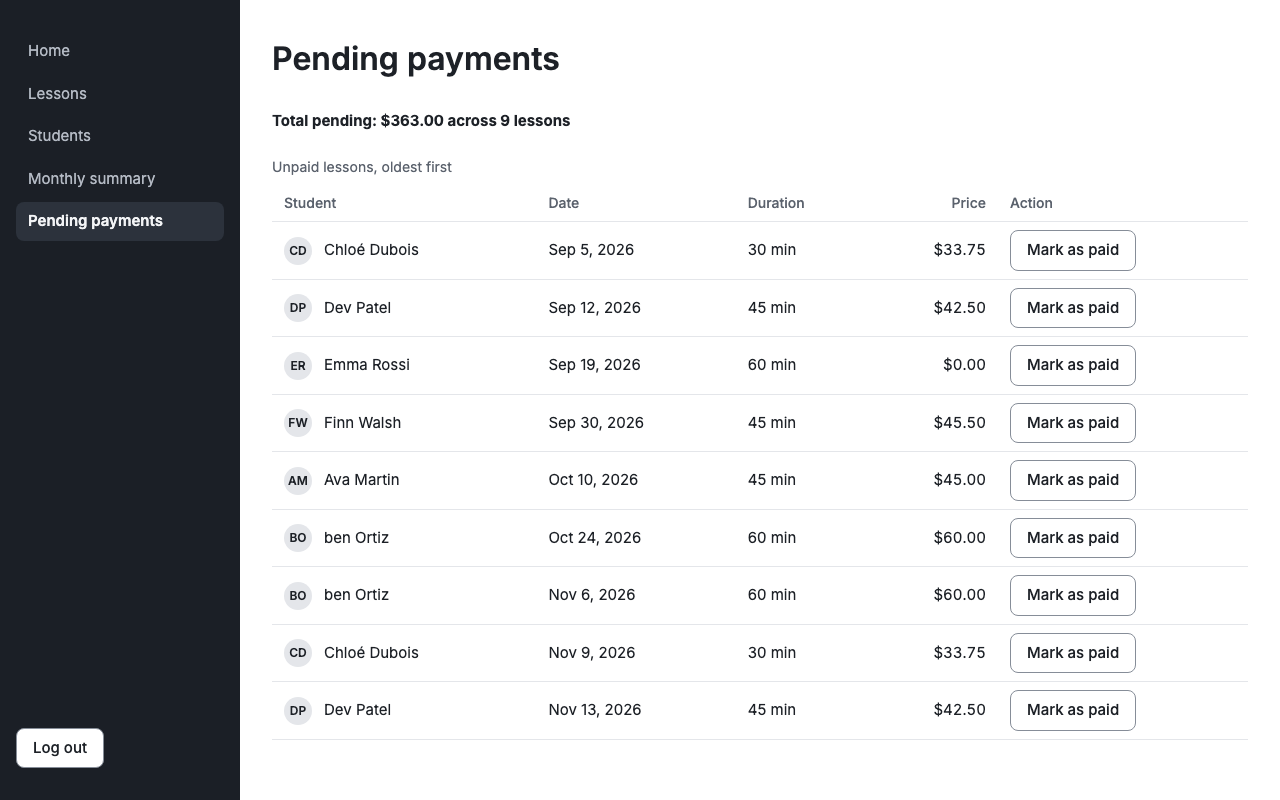 Home
Lessons
Students
Monthly summary
Pending payments
Log out
Pending payments
Total pending: $363.00 across 9 lessons
Unpaid lessons, oldest first
Student Date Duration Price Action
CD Chloé Dubois Sep 5, 2026 30 min $33.75 Mark as paid
DP Dev Patel Sep 12, 2026 45 min $42.50 Mark as paid
ER Emma Rossi Sep 19, 2026 60 min $0.00 Mark as paid
FW Finn Walsh Sep 30, 2026 45 min $45.50 Mark as paid
AM Ava Martin Oct 10, 2026 45 min $45.00 Mark as paid
BO ben Ortiz Oct 24, 2026 60 min $60.00 Mark as paid
BO ben Ortiz Nov 6, 2026 60 min $60.00 Mark as paid
CD Chloé Dubois Nov 9, 2026 30 min $33.75 Mark as paid
DP Dev Patel Nov 13, 2026 45 min $42.50 Mark as paid